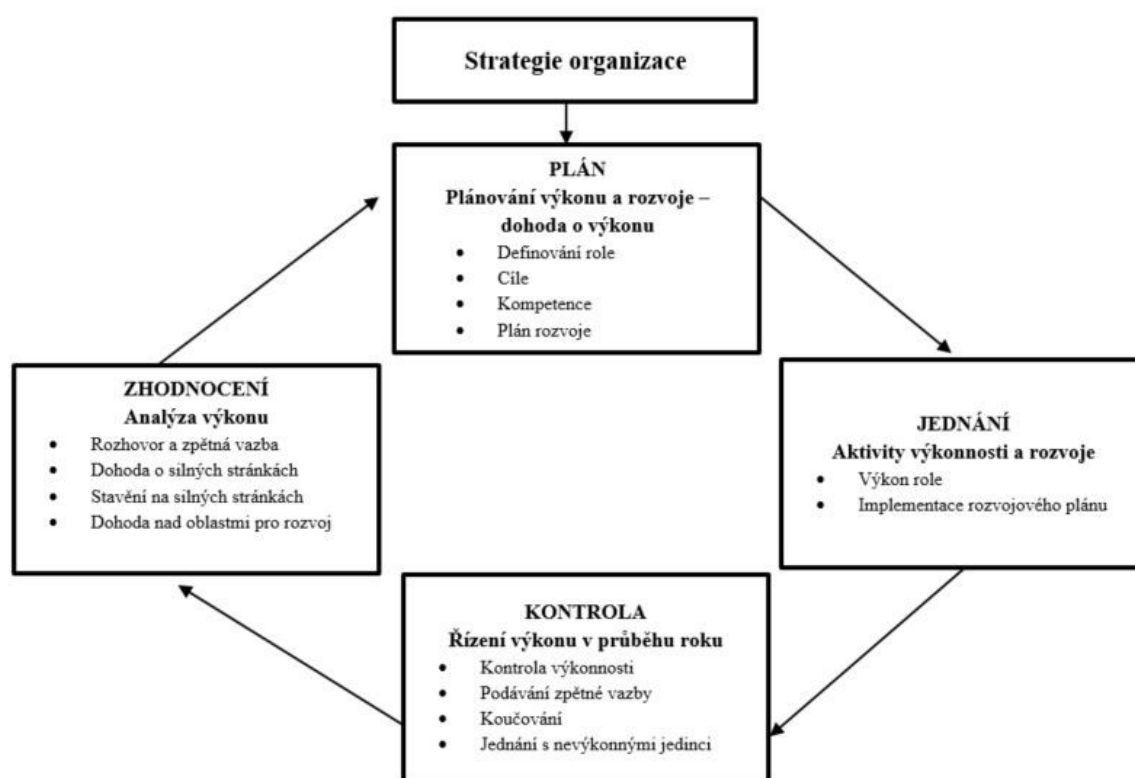 Strategie organizace
PLÁN
Plánování výkonu a rozvoje –
dohoda o výkonu
• Definování role
• Cíle
• Kompetence
• Plán rozvoje
ZHODNOCENÍ
Analýza výkonu
• Rozhovor a zpětná vazba
• Dohoda o silných stránkách
• Stavění na silných stránkách
• Dohoda nad oblastmi pro rozvoj
JEDNÁNÍ
Aktivity výkonnosti a rozvoje
• Výkon role
• Implementace rozvojového plánu
KONTROLA
Řízení výkonu v průběhu roku
• Kontrola výkonnosti
• Podávání zpětné vazby
• Koučování
• Jednání s nevýkonnými jedinci